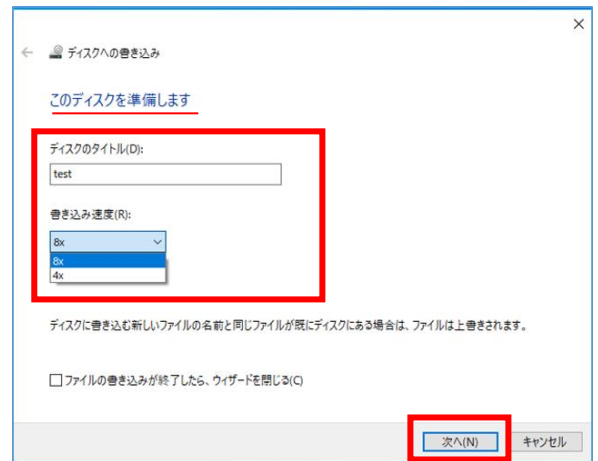 ディスクへの書き込み
このディスクを準備します
ディスクのタイトル(D):
test
書き込み速度(R):
8x
8x
4x
ディスクに書き込む新しいファイルの名前と同じファイルが既にディスクにある場合は、ファイルは上書きされます。
ファイルの書き込みが終了したら、ウィザードを閉じる(C)
次へ(N) キャンセル